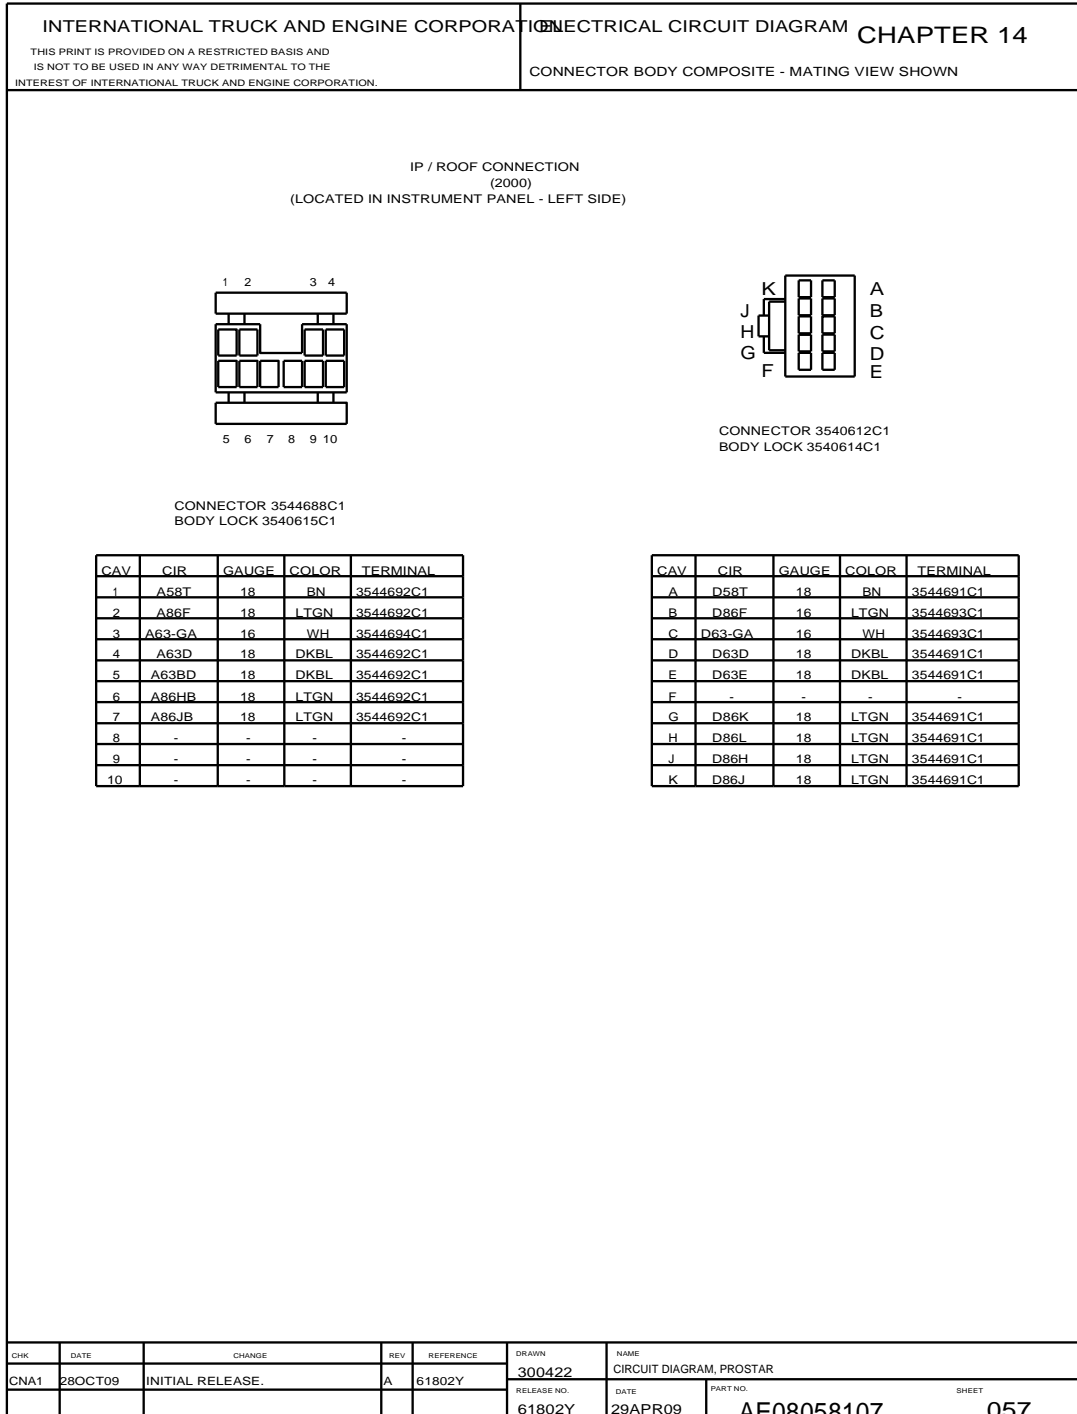 INTERNATIONAL TRUCK AND ENGINE CORPORATION
THIS PRINT IS PROVIDED ON A RESTRICTED BASIS AND
IS NOT TO BE USED IN ANY WAY DETRIMENTAL TO THE
INTEREST OF INTERNATIONAL TRUCK AND ENGINE CORPORATION.
ELECTRICAL CIRCUIT DIAGRAM CHAPTER 14
CONNECTOR BODY COMPOSITE - MATING VIEW SHOWN
IP / ROOF CONNECTION
(2000)
(LOCATED IN INSTRUMENT PANEL - LEFT SIDE)
1 2 3 4
5 6 7 8 9 10
CONNECTOR 3544688C1
BODY LOCK 3540615C1
K A
J B
H C
G D
F E
CONNECTOR 3540612C1
BODY LOCK 3540614C1
CAV CIR GAUGE COLOR TERMINAL
1 A58T 18 BN 3544692C1
2 A86F 18 LTGN 3544692C1
3 A63-GA 16 WH 3544694C1
4 A63D 18 DKBL 3544692C1
5 A63BD 18 DKBL 3544692C1
6 A86HB 18 LTGN 3544692C1
7 A86JB 18 LTGN 3544692C1
8 - - - -
9 - - - -
10 - - - -
CAV CIR GAUGE COLOR TERMINAL
A D58T 18 BN 3544691C1
B D86F 16 LTGN 3544693C1
C D63-GA 16 WH 3544693C1
D D63D 18 DKBL 3544691C1
E D63E 18 DKBL 3544691C1
F - - - -
G D86K 18 LTGN 3544691C1
H D86L 18 LTGN 3544691C1
J D86H 18 LTGN 3544691C1
K D86J 18 LTGN 3544691C1
CHK DATE CHANGE REV REFERENCE
CNA1 28OCT09 INITIAL RELEASE. A 61802Y
DRAWN
300422
NAME
CIRCUIT DIAGRAM, PROSTAR
RELEASE NO.
61802Y
DATE
29APR09
PART NO.
AE08058107
SHEET
057